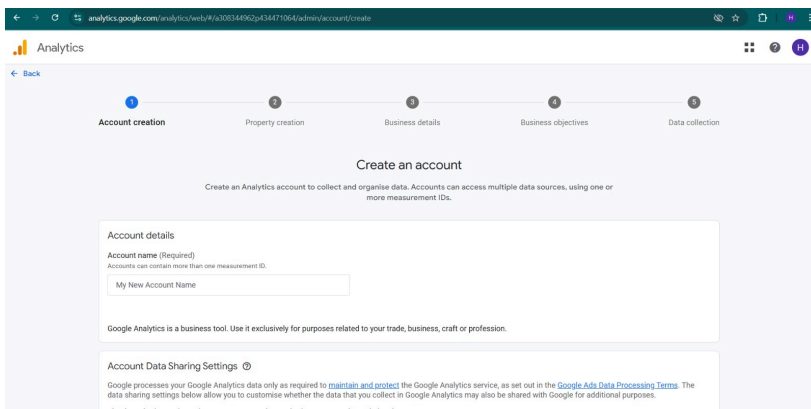 analytics.google.com/analytics/web/#/a308344962p434471064/admin/account/create
H
Analytics
H
Back
1
2
3
4
5
Account creation
Property creation
Business details
Business objectives
Data collection
Create an account
Create an Analytics account to collect and organise data. Accounts can access multiple data sources, using one or
more measurement IDs.
Account details
Account name (Required)
Accounts can contain more than one measurement ID.
My New Account Name
Google Analytics is a business tool. Use it exclusively for purposes related to your trade, business, craft or profession.
Account Data Sharing Settings
Google processes your Google Analytics data only as required to maintain and protect the Google Analytics service, as set out in the Google Ads Data Processing Terms. The
data sharing settings below allow you to customise whether the data that you collect in Google Analytics may also be shared with Google for additional purposes.